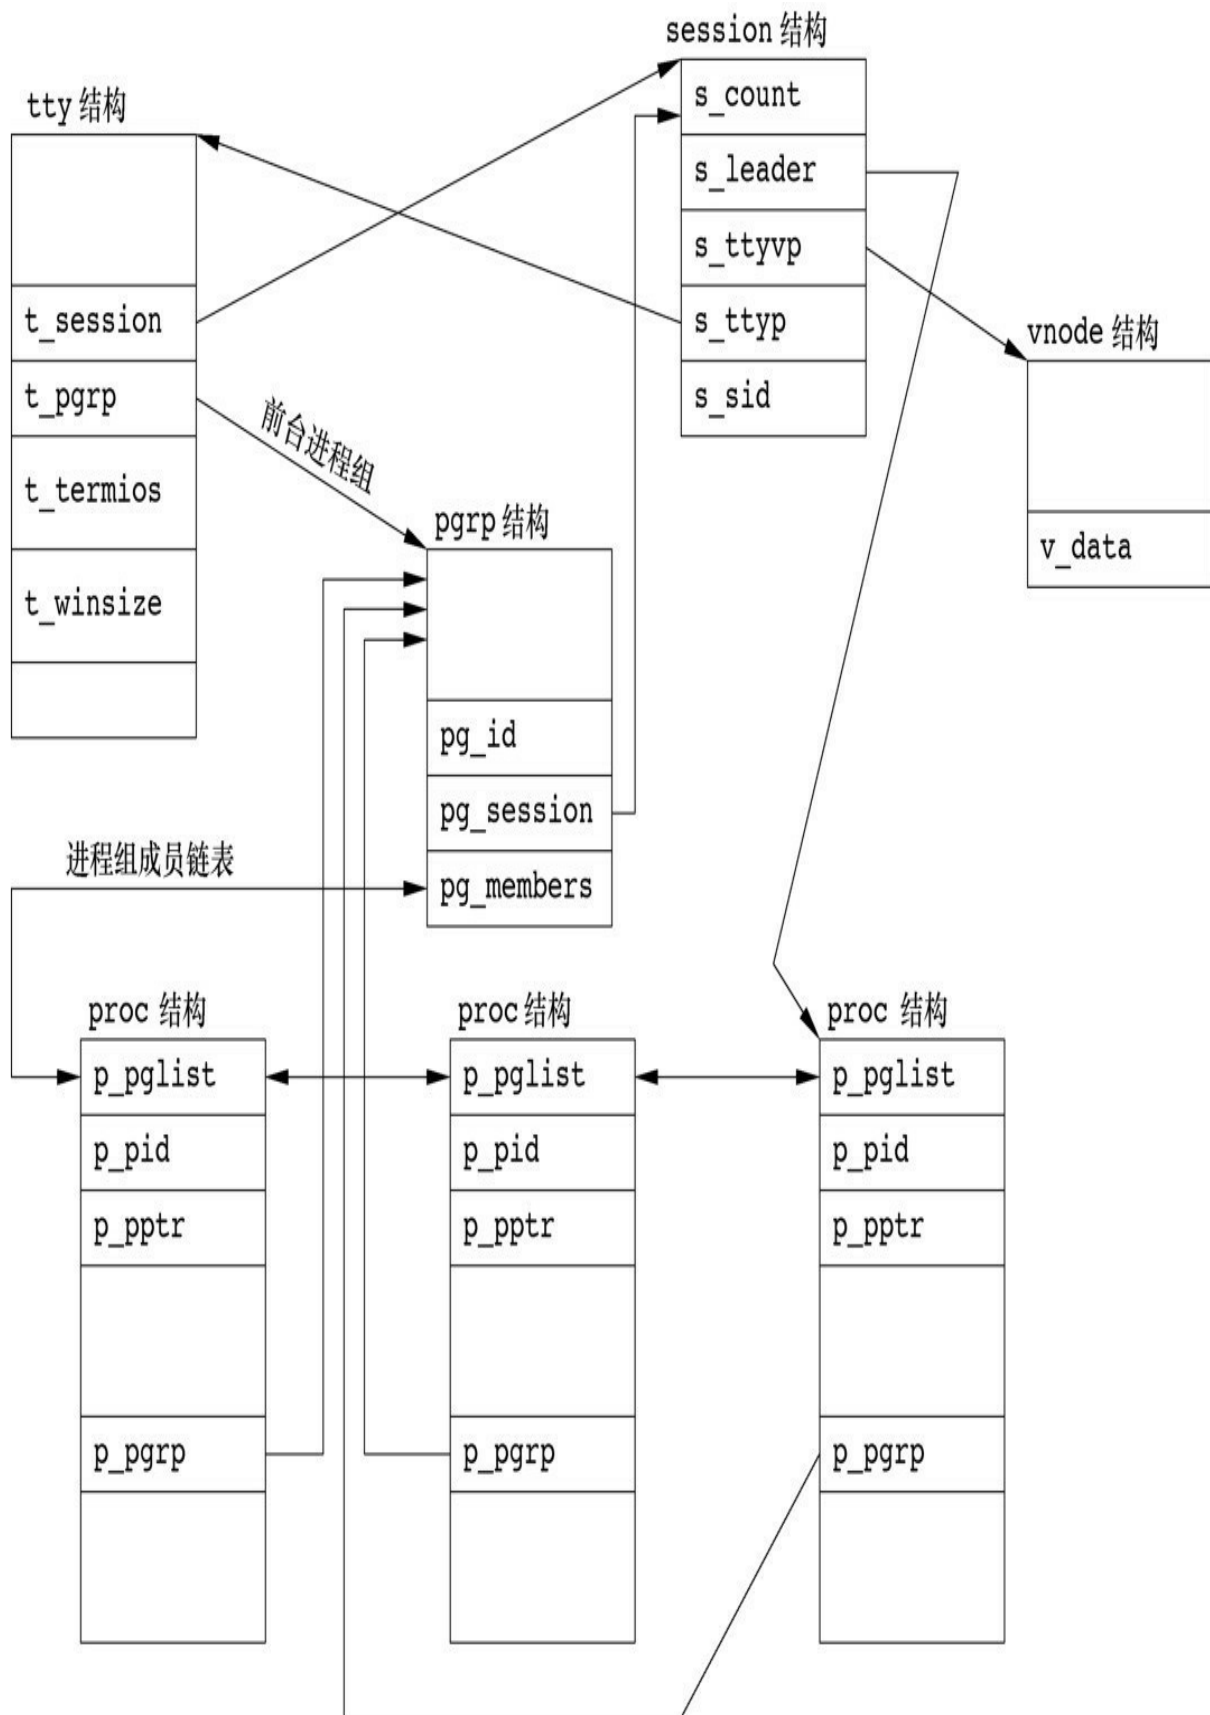 session 结构
s_count
s_leader
s_ttyvp
s_ttyp
s_sid
tty 结构
t_session
t_pgrp
t_termios
t_winsize
vnode 结构
v_data
前台进程组
pgrp 结构
pg_id
pg_session
pg_members
进程组成员链表
proc 结构
p_pglist
p_pid
p_pptr
p_pgrp
proc 结构
p_pglist
p_pid
p_pptr
p_pgrp
proc 结构
p_pglist
p_pid
p_pptr
p_pgrp